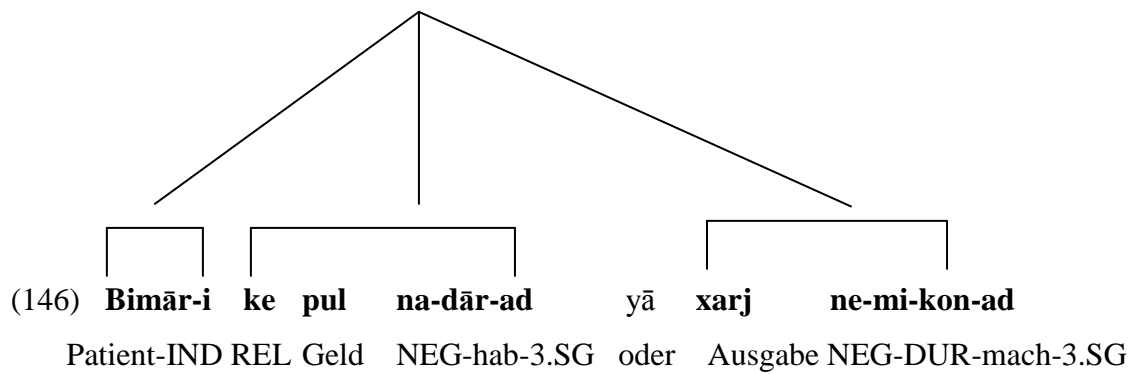 (146) Bimār-i ke pul na-dār-ad yā xarj ne-mi-kon-ad
Patient-IND REL Geld NEG-hab-3.SG oder Ausgabe NEG-DUR-mach-3.SG